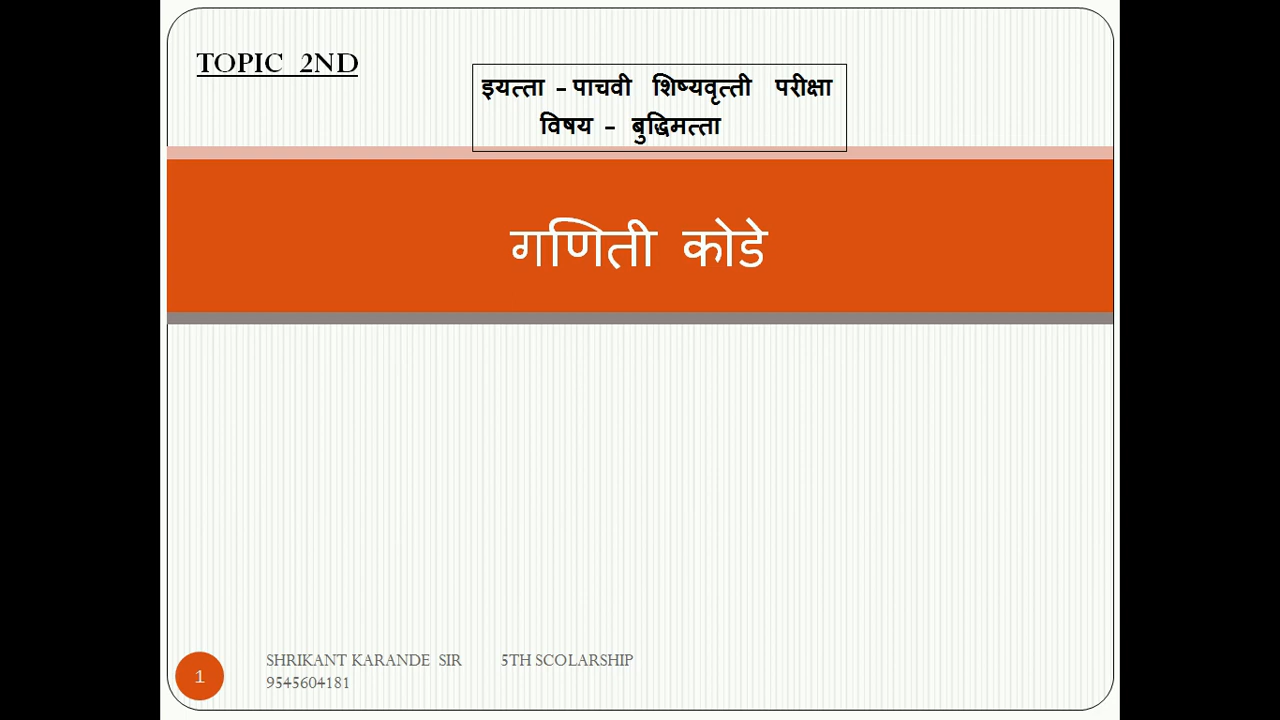 TOPIC 2ND
इयत्ता - पाचवी शिष्यवृत्ती परीक्षा
विषय - बुद्धिमत्ता
गणिती कोडे
SHRIKANT KARANDE SIR 5TH SCOLARSHIP
9545604181
1